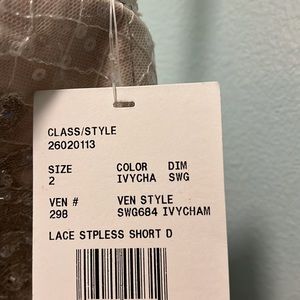 CLASS/STYLE
26020113
SIZE COLOR DIM
2 IVYCHA SWG
VEN # VEN STYLE
298 SWG684 IVYCHAM
LACE STPLESS SHORT D